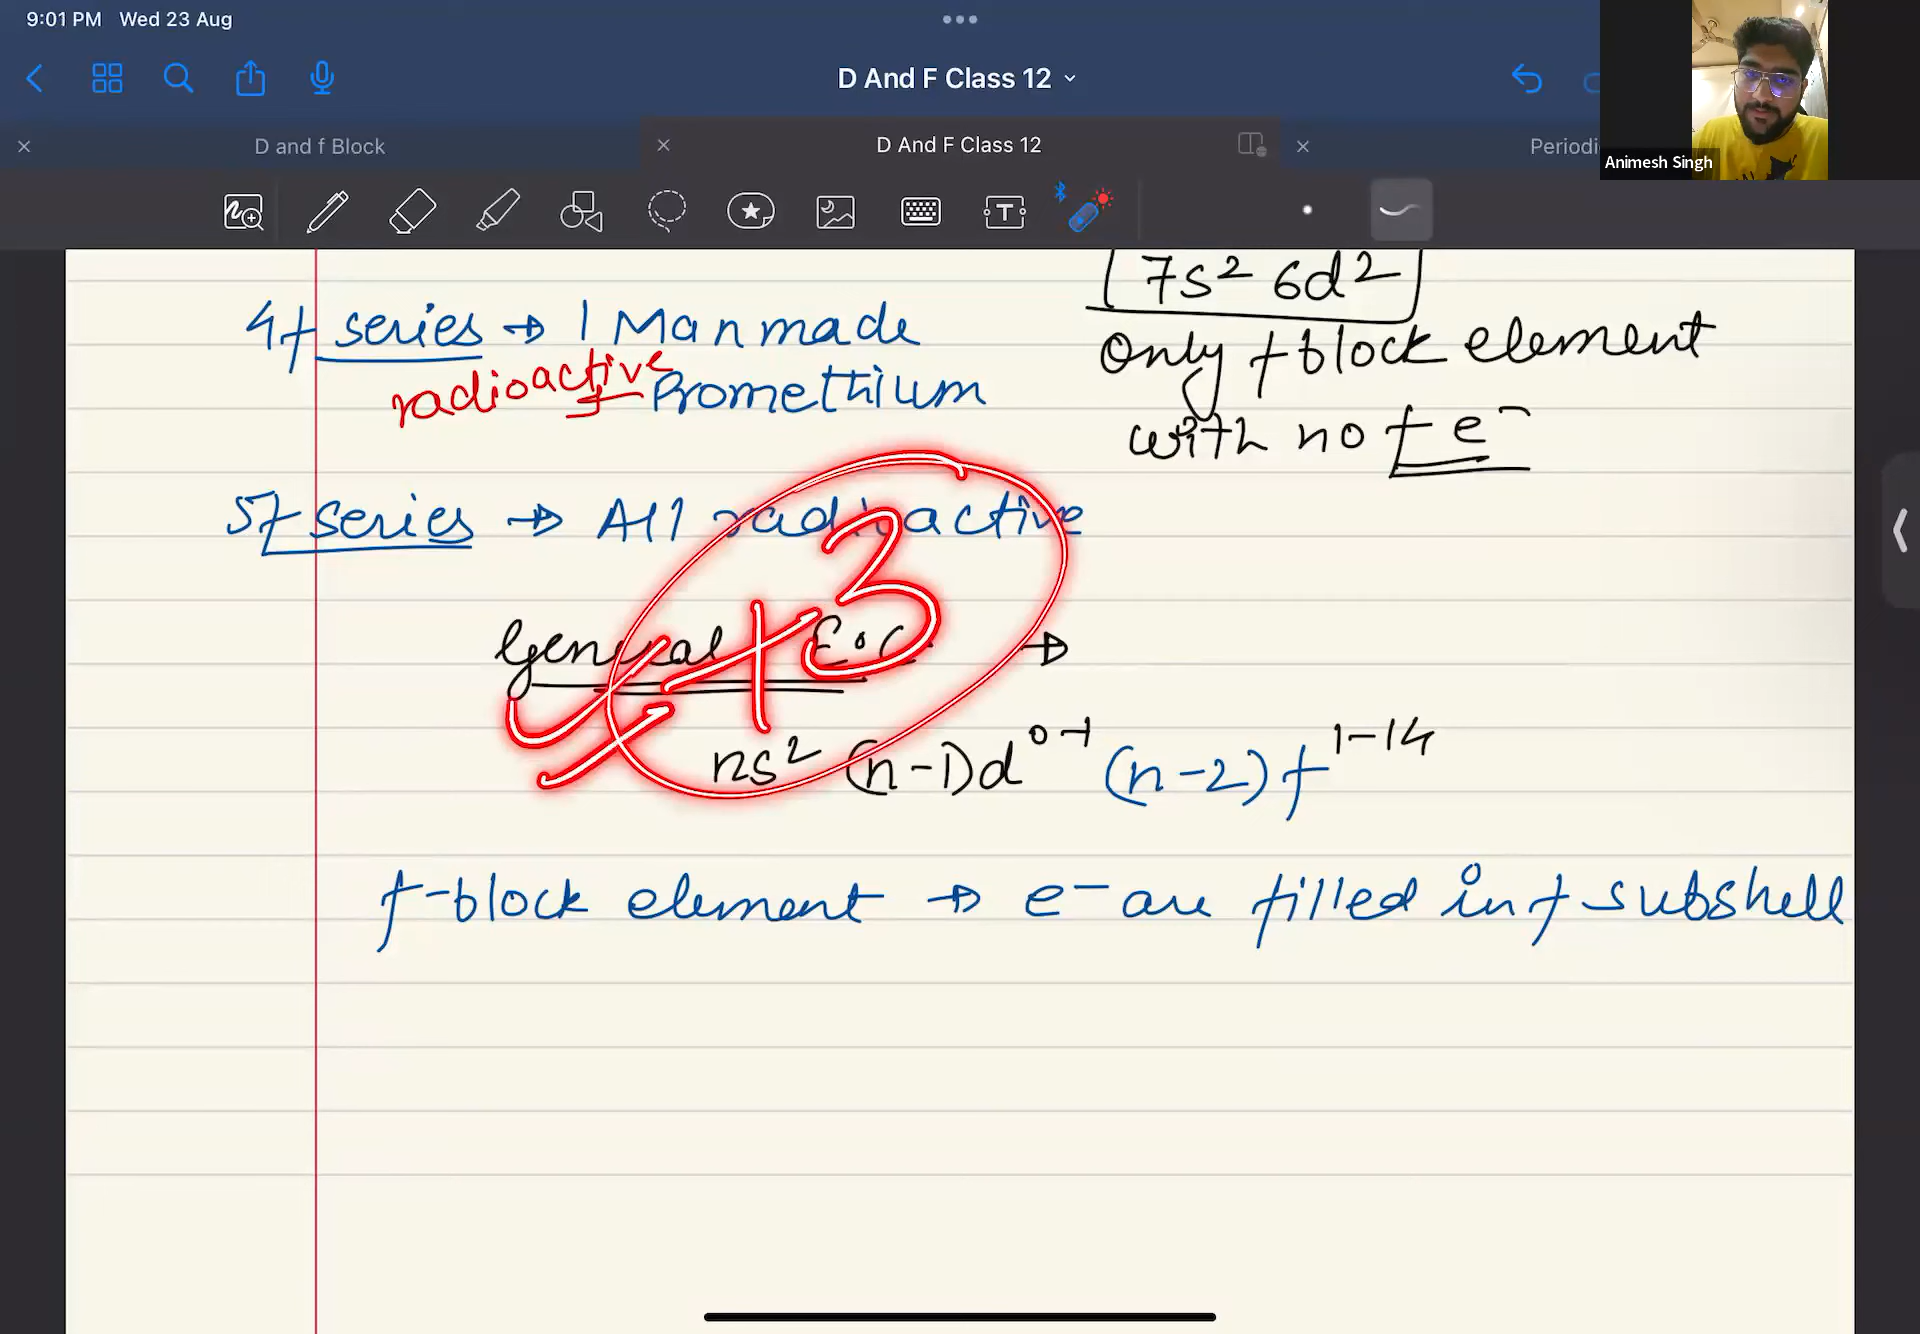 9:01 PM Wed 23 Aug
D And F Class 12
D and f Block
D And F Class 12
Periodi
Animesh Singh
7s² 6d²
4f series → 1 Manmade
Only f block element
radioactive Promethium
with no f e⁻
5f series → All radioactive
+3
General E.C →
ns² (n-1)d⁰⁻¹ (n-2)f¹⁻¹⁴
f-block element → e⁻ are filled in f subshell